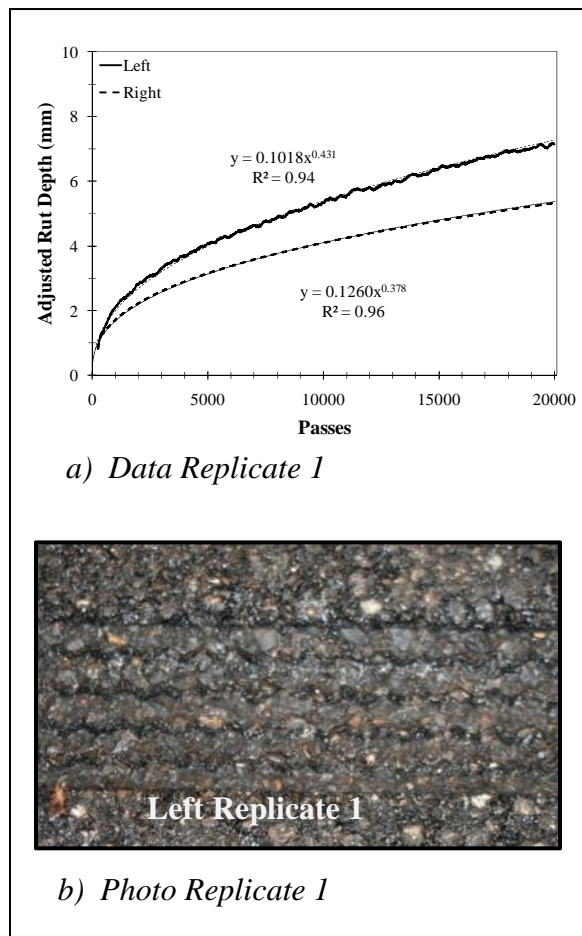 Left
Right
10
8
6
4
2
0
Adjusted Rut Depth (mm)
y = 0.1018x^0.431
R² = 0.94
y = 0.1260x^0.378
R² = 0.96
0 5000 10000 15000 20000
Passes
a) Data Replicate 1
Left Replicate 1
b) Photo Replicate 1